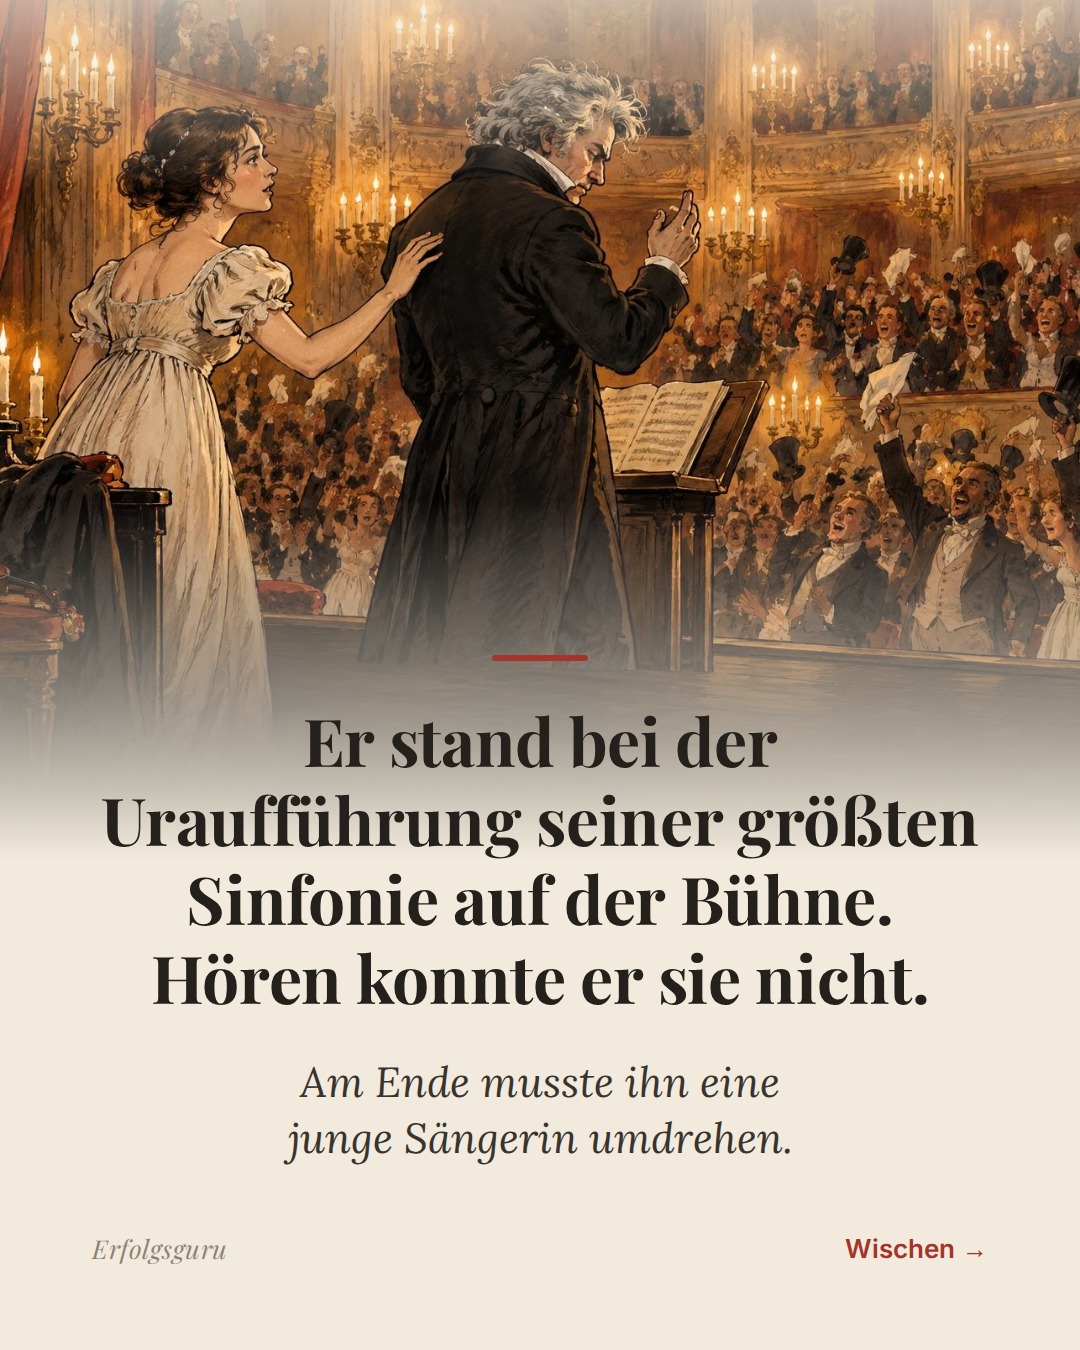 Er stand bei der
Uraufführung seiner größten
Sinfonie auf der Bühne.
Hören konnte er sie nicht.
Am Ende musste ihn eine
junge Sängerin umdrehen.
Erfolgsguru
Wischen →